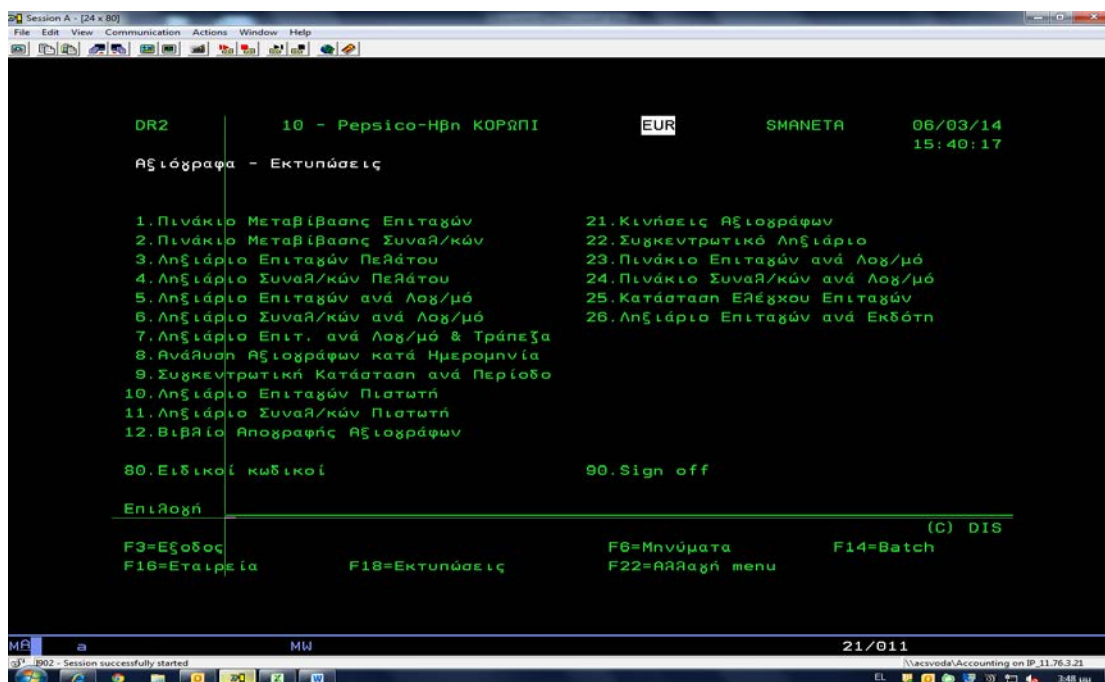 Session A - [24 x 80]
File Edit View Communication Actions Window Help
DR2 10 - Pepsico-Ηβη ΚΟΡΩΠΙ EUR SMANETA 06/03/14
15:40:17
Αξιόγραφα - Εκτυπώσεις
1.Πινάκιο Μεταβίβασης Επιταγών 21.Κινήσεις Αξιογράφων
2.Πινάκιο Μεταβίβασης Συναλ/κών 22.Συγκεντρωτικό Ληξιάριο
3.Ληξιάριο Επιταγών Πελάτου 23.Πινάκιο Επιταγών ανά Λογ/μό
4.Ληξιάριο Συναλ/κών Πελάτου 24.Πινάκιο Συναλ/κών ανά Λογ/μό
5.Ληξιάριο Επιταγών ανά Λογ/μό 25.Κατάσταση Ελέγχου Επιταγών
6.Ληξιάριο Συναλ/κών ανά Λογ/μό 26.Ληξιάριο Επιταγών ανά Εκδότη
7.Ληξιάριο Επιτ. ανά Λογ/μό & Τράπεζα
8.Ανάλυση Αξιογράφων κατά Ημερομηνία
9.Συγκεντρωτική Κατάσταση ανά Περίοδο
10.Ληξιάριο Επιταγών Πιστωτή
11.Ληξιάριο Συναλ/κών Πιστωτή
12.Βιβλίο Απογραφής Αξιογράφων
80.Ειδικοί κωδικοί 90.Sign off
Επιλογή
(C) DIS
F3=Εξοδος F6=Μηνύματα F14=Batch
F16=Εταιρεία F18=Εκτυπώσεις F22=Αλλαγή menu
MA a MW 21/011
I902 - Session successfully started \\acsvoda\Accounting on IP_11.76.3.21
EL 3:48 μμ